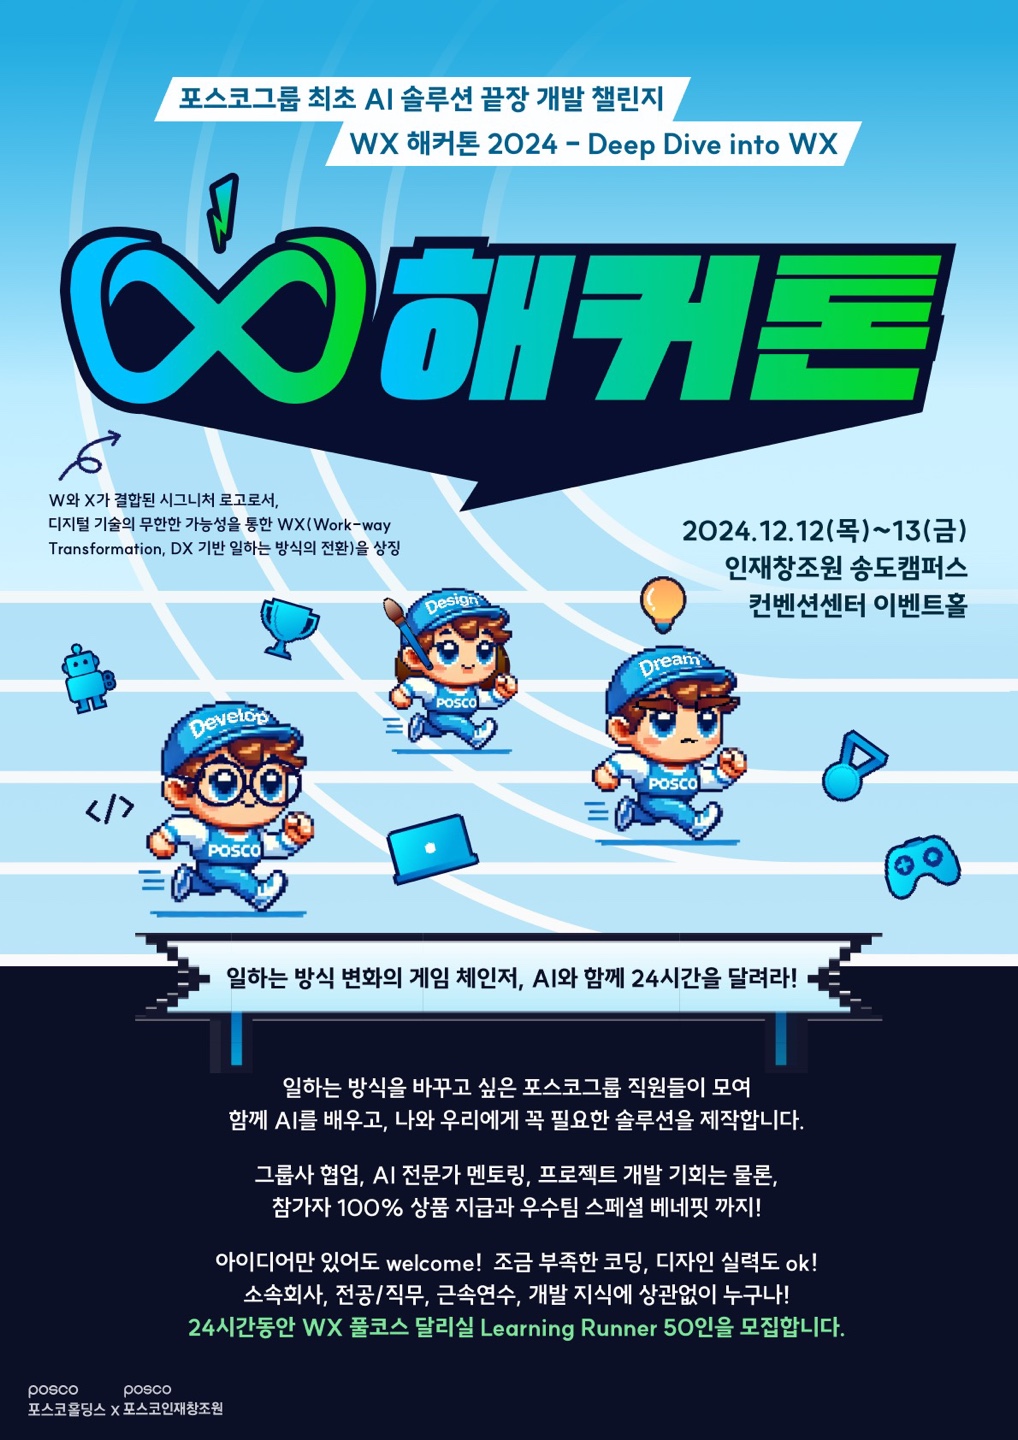 포스코그룹 최초 AI 솔루션 끝장 개발 챌린지
WX 해커톤 2024 - Deep Dive into WX
해커톤
W와 X가 결합된 시그니처 로고로서,
디지털 기술의 무한한 가능성을 통한 WX(Work-way
Transformation, DX 기반 일하는 방식의 전환)을 상징
2024.12.12(목)~13(금)
인재창조원 송도캠퍼스
컨벤션센터 이벤트홀
Design
POSCO
Dream
POSCO
Develop
POSCO
</>
일하는 방식 변화의 게임 체인저, AI와 함께 24시간을 달려라!
일하는 방식을 바꾸고 싶은 포스코그룹 직원들이 모여
함께 AI를 배우고, 나와 우리에게 꼭 필요한 솔루션을 제작합니다.
그룹사 협업, AI 전문가 멘토링, 프로젝트 개발 기회는 물론,
참가자 100% 상품 지급과 우수팀 스페셜 베네핏 까지!
아이디어만 있어도 welcome! 조금 부족한 코딩, 디자인 실력도 ok!
소속회사, 전공/직무, 근속연수, 개발 지식에 상관없이 누구나!
24시간동안 WX 풀코스 달리실 Learning Runner 50인을 모집합니다.
posco posco
포스코홀딩스 x 포스코인재창조원